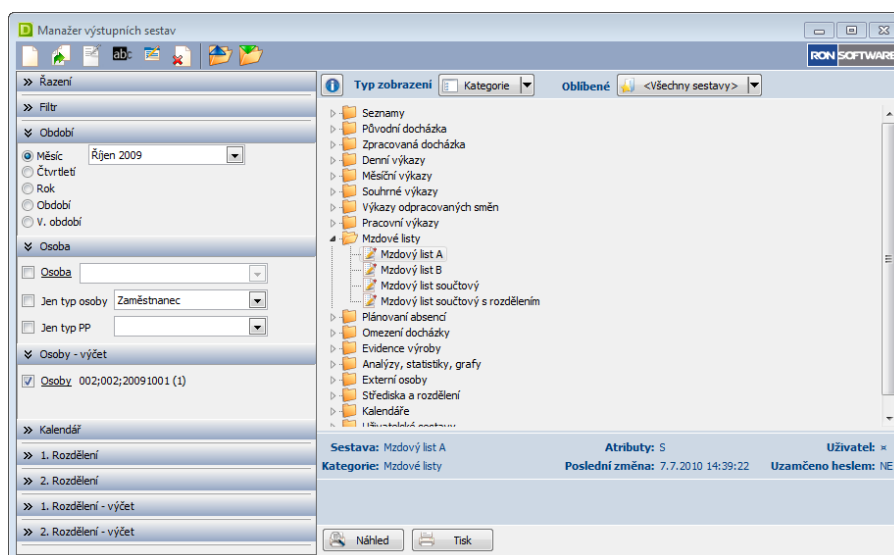 Manažer výstupních sestav
ab
RON SOFTWARE
Řazení
Filtr
Období
Měsíc Říjen 2009
Čtvrtletí
Rok
Období
V. období
Osoba
Osoba
Jen typ osoby Zaměstnanec
Jen typ PP
Osoby - výčet
Osoby 002;002;20091001 (1)
Kalendář
1. Rozdělení
2. Rozdělení
1. Rozdělení - výčet
2. Rozdělení - výčet
Typ zobrazení Kategorie Oblíbené <Všechny sestavy>
Seznamy
Původní docházka
Zpracovaná docházka
Denní výkazy
Měsíční výkazy
Souhrné výkazy
Výkazy odpracovaných směn
Pracovní výkazy
Mzdové listy
Mzdový list A
Mzdový list B
Mzdový list součtový
Mzdový list součtový s rozdělením
Plánovaní absencí
Omezení docházky
Evidence výroby
Analýzy, statistiky, grafy
Externí osoby
Střediska a rozdělení
Kalendáře
Uživatelské sestavy
Sestava: Mzdový list A Atributy: S Uživatel: ×
Kategorie: Mzdové listy Poslední změna: 7.7.2010 14:39:22 Uzamčeno heslem: NE
Náhled Tisk